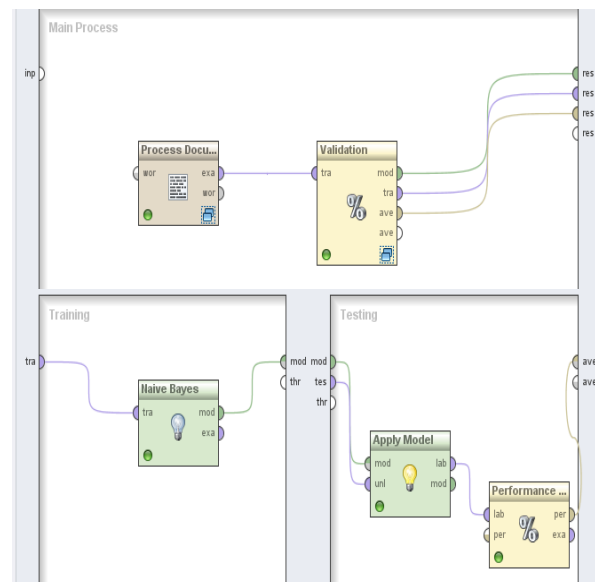 Main Process
inp
res
res
res
res
Process Docu...
wor exa
wor
Validation
tra mod
tra
ave
ave
Training
tra
Naive Bayes
tra mod
exa
mod
thr
Testing
mod
tes
thr
Apply Model
mod lab
unl mod
Performance ...
lab per
per exa
ave
ave